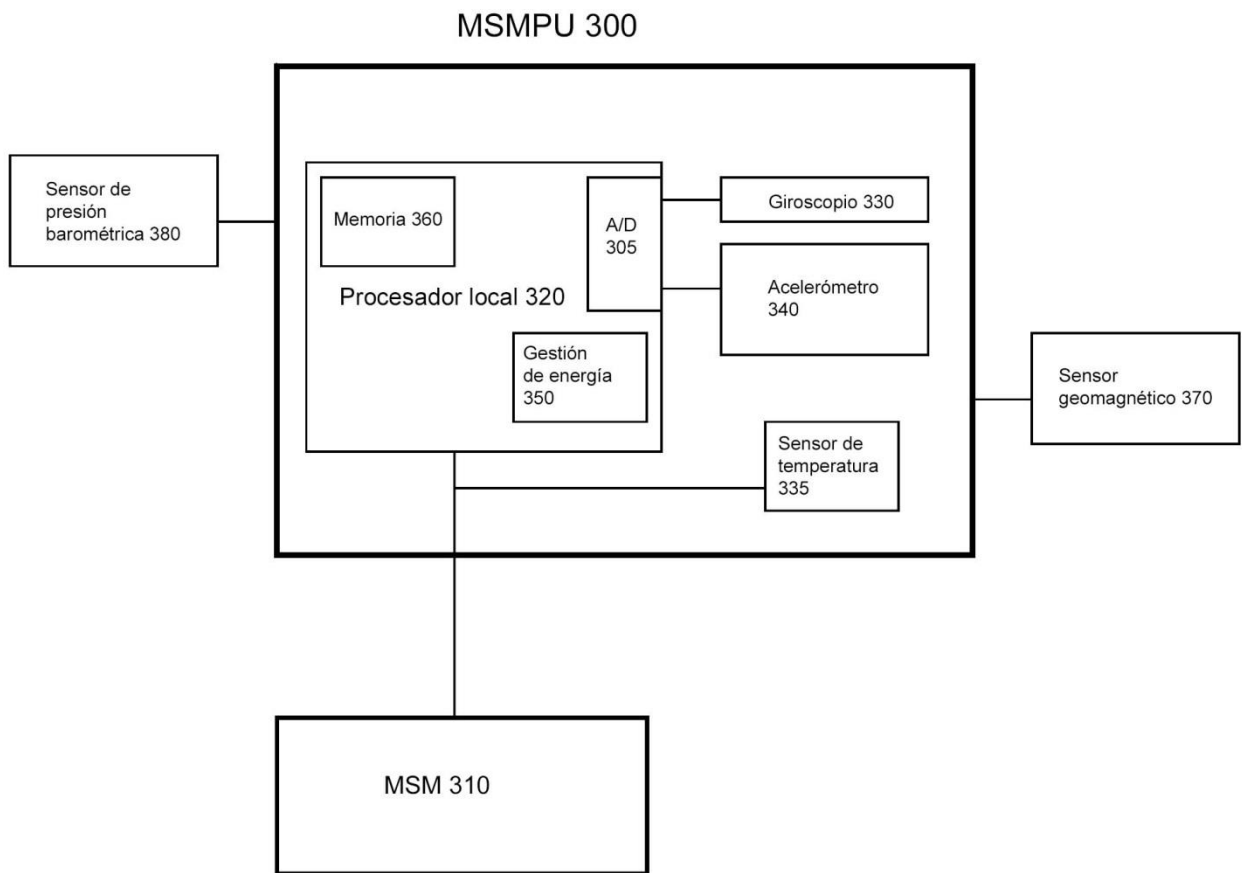 MSMPU 300
Sensor de
presión
barométrica 380
Memoria 360
A/D
305
Giroscopio 330
Procesador local 320
Acelerómetro
340
Gestión
de energía
350
Sensor
geomagnético 370
Sensor de
temperatura
335
MSM 310